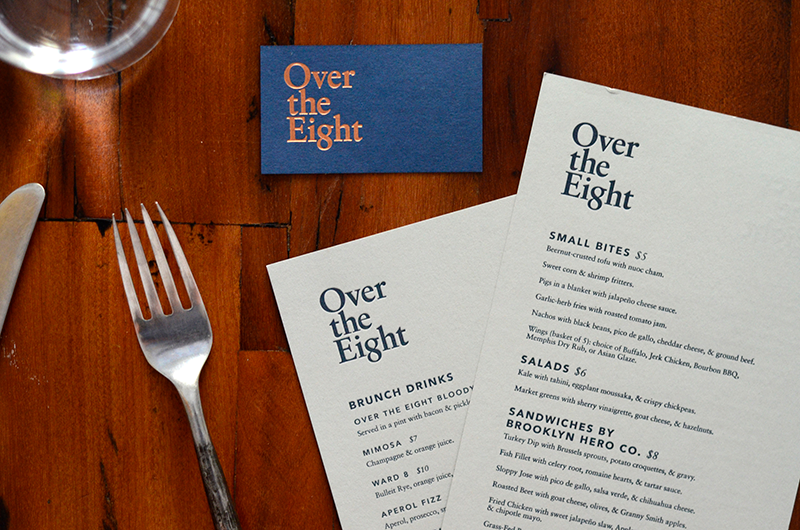 Over
the
Eight
Over
the
Eight
BRUNCH DRINKS
OVER THE EIGHT BLOODY
Served in a pint with bacon & pickle
MIMOSA $7
Champagne & orange juice.
WARD 8 $10
Bulleit Rye, orange juice,
APEROL FIZZ
Aperol, prosecco,
Over
the
Eight
SMALL BITES $5
Beernut-crusted tofu with nuoc cham.
Sweet corn & shrimp fritters.
Pigs in a blanket with jalapeño cheese sauce.
Garlic-herb fries with roasted tomato jam.
Nachos with black beans, pico de gallo, cheddar cheese, & ground beef.
Wings (basket of 5): choice of Buffalo, Jerk Chicken, Bourbon BBQ,
Memphis Dry Rub, or Asian Glaze.
SALADS $6
Kale with tahini, eggplant moussaka, & crispy chickpeas.
Market greens with sherry vinaigrette, goat cheese, & hazelnuts.
SANDWICHES BY
BROOKLYN HERO CO. $8
Turkey Dip with Brussels sprouts, potato croquettes, & gravy.
Fish Fillet with celery root, romaine hearts, & tartar sauce.
Sloppy Jose with pico de gallo, salsa verde, & chihuahua cheese.
Roasted Beef with goat cheese, olives, & Granny Smith apples.
Fried Chicken with sweet jalapeño slaw,
& chipotle mayo.
Grass-Fed